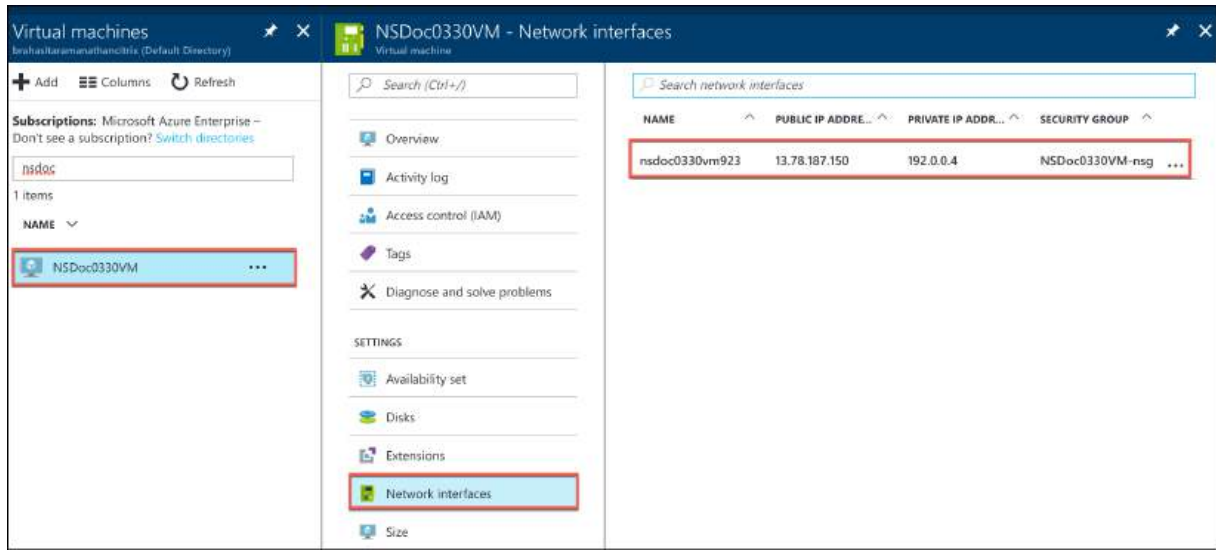 Virtual machines
brahasitaramanathancitrix (Default Directory)
Add Columns Refresh
Subscriptions: Microsoft Azure Enterprise –
Don't see a subscription? Switch directories
nsdoc
1 items
NAME
NSDoc0330VM
...
NSDoc0330VM - Network interfaces
Virtual machine
Search (Ctrl+/)
Overview
Activity log
Access control (IAM)
Tags
Diagnose and solve problems
SETTINGS
Availability set
Disks
Extensions
Network interfaces
Size
Search network interfaces
NAME PUBLIC IP ADDRE... PRIVATE IP ADDR... SECURITY GROUP
nsdoc0330vm923 13.78.187.150 192.0.0.4 NSDoc0330VM-nsg ...